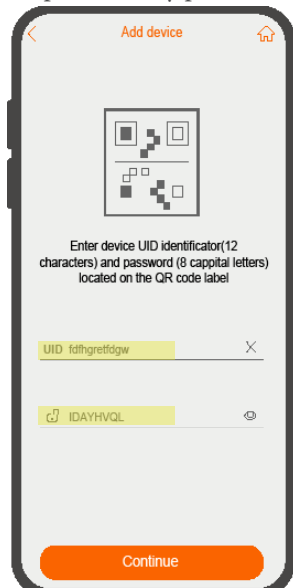 Add device
Enter device UID identificator(12
characters) and password (8 cappital letters)
located on the QR code label
UID fdfhgretfdgw
IDAYHVQL
Continue